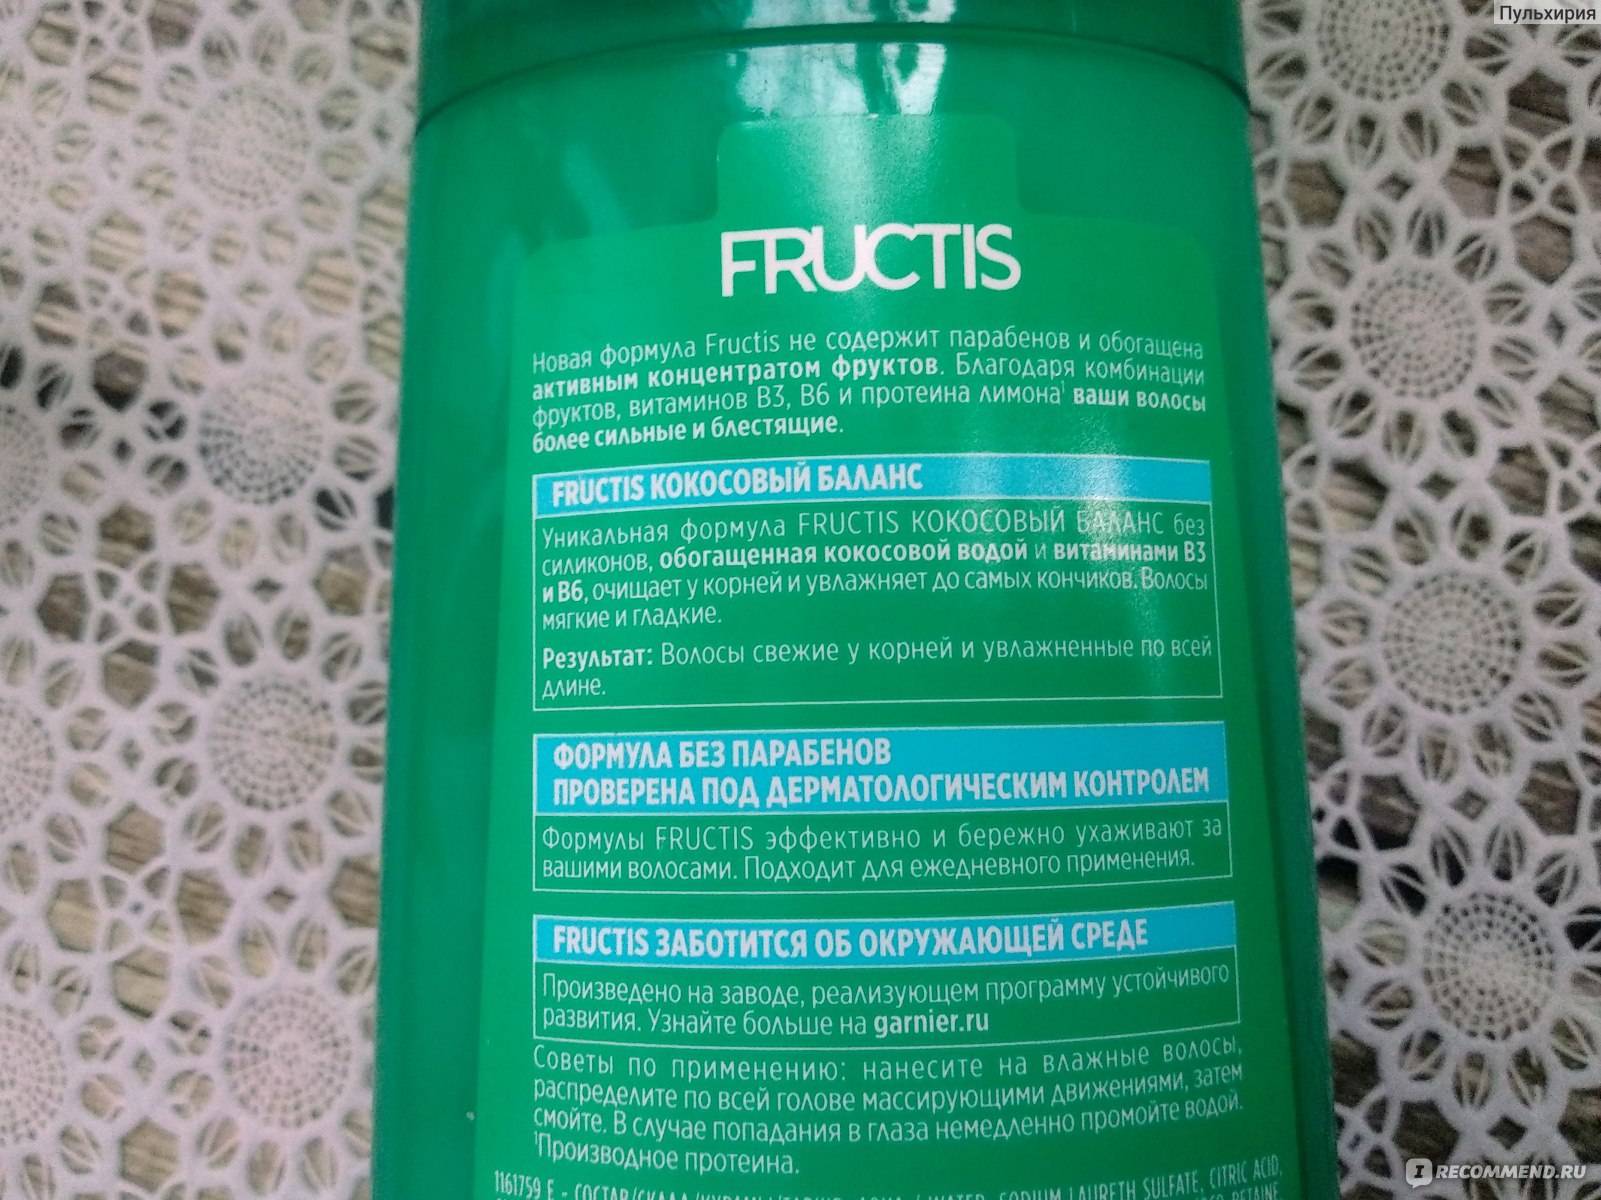 Пульхирия
FRUCTIS
Новая формула Fructis не содержит парабенов и обогащена
активным концентратом фруктов. Благодаря комбинации
фруктов, витаминов B3, B6 и протеина лимона¹ ваши волосы
более сильные и блестящие.
FRUCTIS КОКОСОВЫЙ БАЛАНС
Уникальная формула FRUCTIS КОКОСОВЫЙ БАЛАНС без
силиконов, обогащенная кокосовой водой и витаминами B3
и B6, очищает у корней и увлажняет до самых кончиков. Волосы
мягкие и гладкие.
Результат: Волосы свежие у корней и увлажненные по всей
длине.
ФОРМУЛА БЕЗ ПАРАБЕНОВ
ПРОВЕРЕНА ПОД ДЕРМАТОЛОГИЧЕСКИМ КОНТРОЛЕМ
Формулы FRUCTIS эффективно и бережно ухаживают за
вашими волосами. Подходит для ежедневного применения.
FRUCTIS ЗАБОТИТСЯ ОБ ОКРУЖАЮЩЕЙ СРЕДЕ
Произведено на заводе, реализующем программу устойчивого
развития. Узнайте больше на garnier.ru
Советы по применению: нанесите на влажные волосы,
распределите по всей голове массирующими движениями, затем
смойте. В случае попадания в глаза немедленно промойте водой.
¹Производное протеина.
1161759 E - СОСТАВ/СКЛАД/ WATER, SODIUM LAURETH SULFATE, CITRIC ACID,
BETAINE
IRECOMMEND.RU